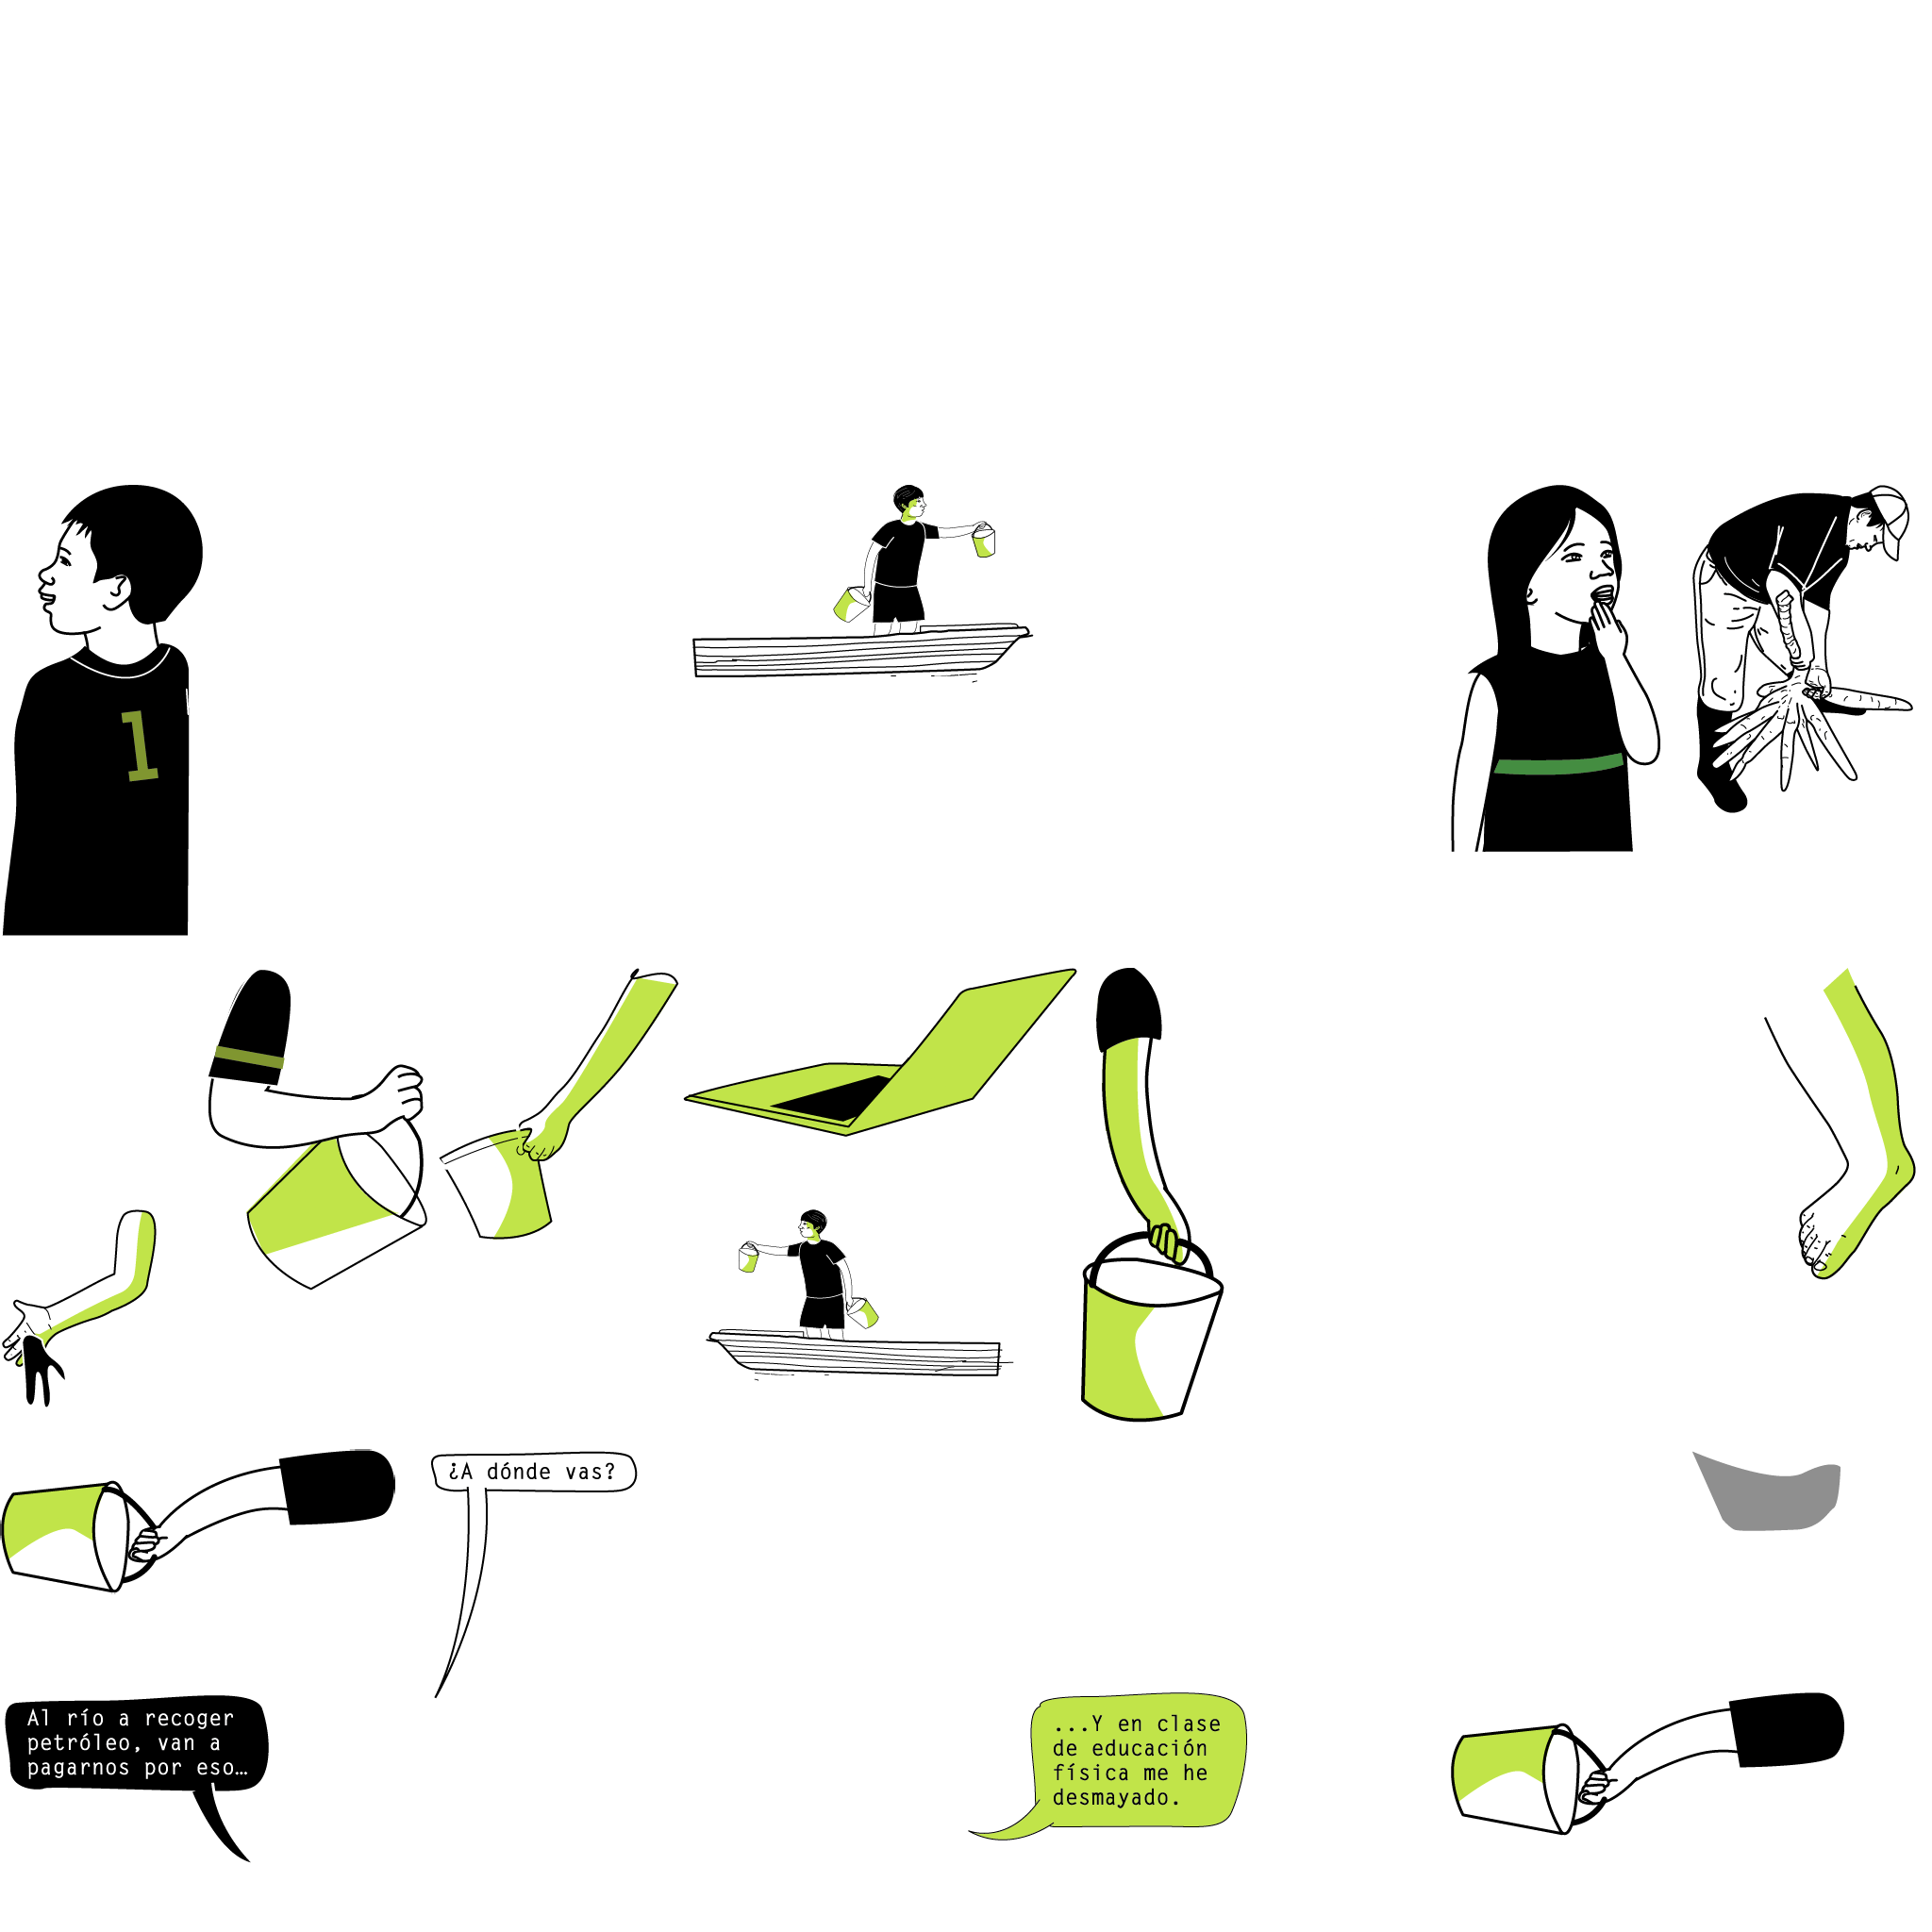 1
¿A dónde vas?
Al río a recoger
petróleo, van a
pagarnos por eso…
...Y en clase
de educación
física me he
desmayado.